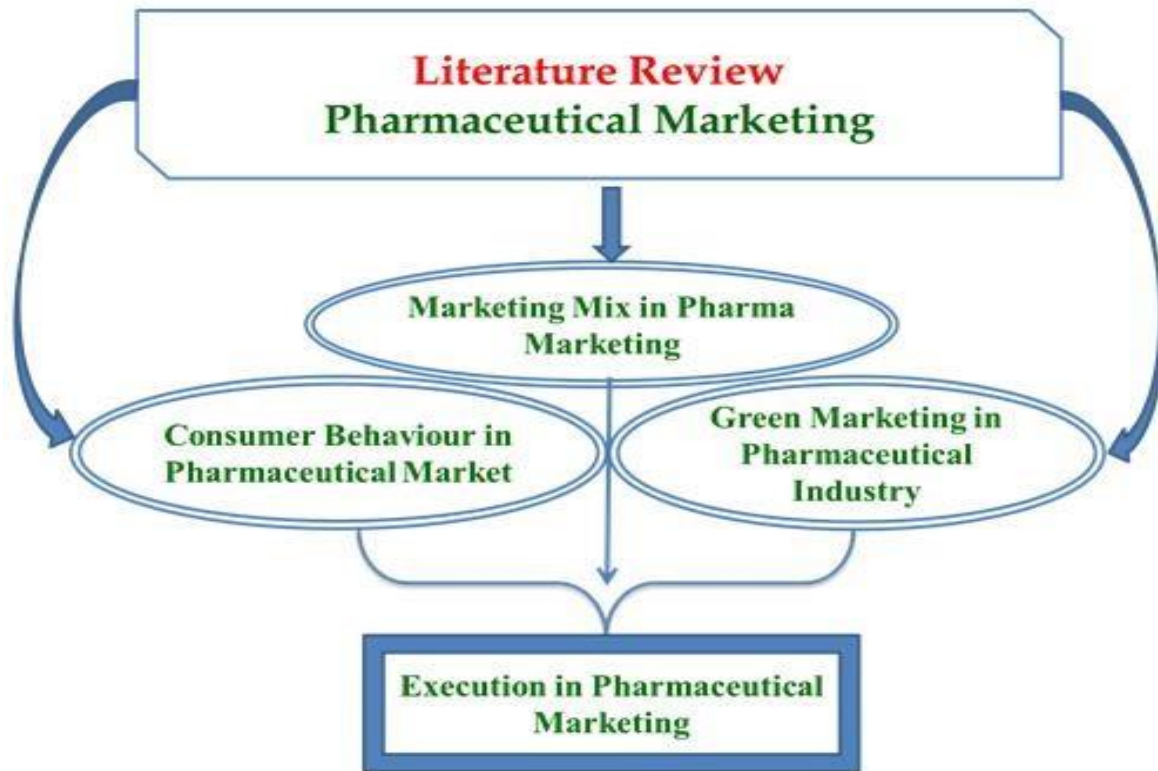 Literature Review
Pharmaceutical Marketing
Marketing Mix in Pharma
Marketing
Consumer Behaviour in
Pharmaceutical Market
Green Marketing in
Pharmaceutical
Industry
Execution in Pharmaceutical
Marketing